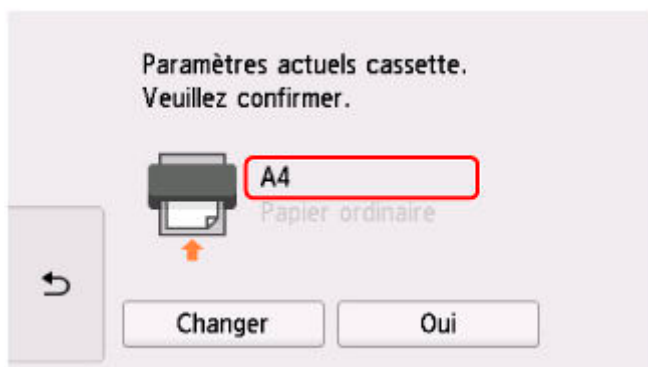 Paramètres actuels cassette.
Veuillez confirmer.
A4
Papier ordinaire
Changer
Oui